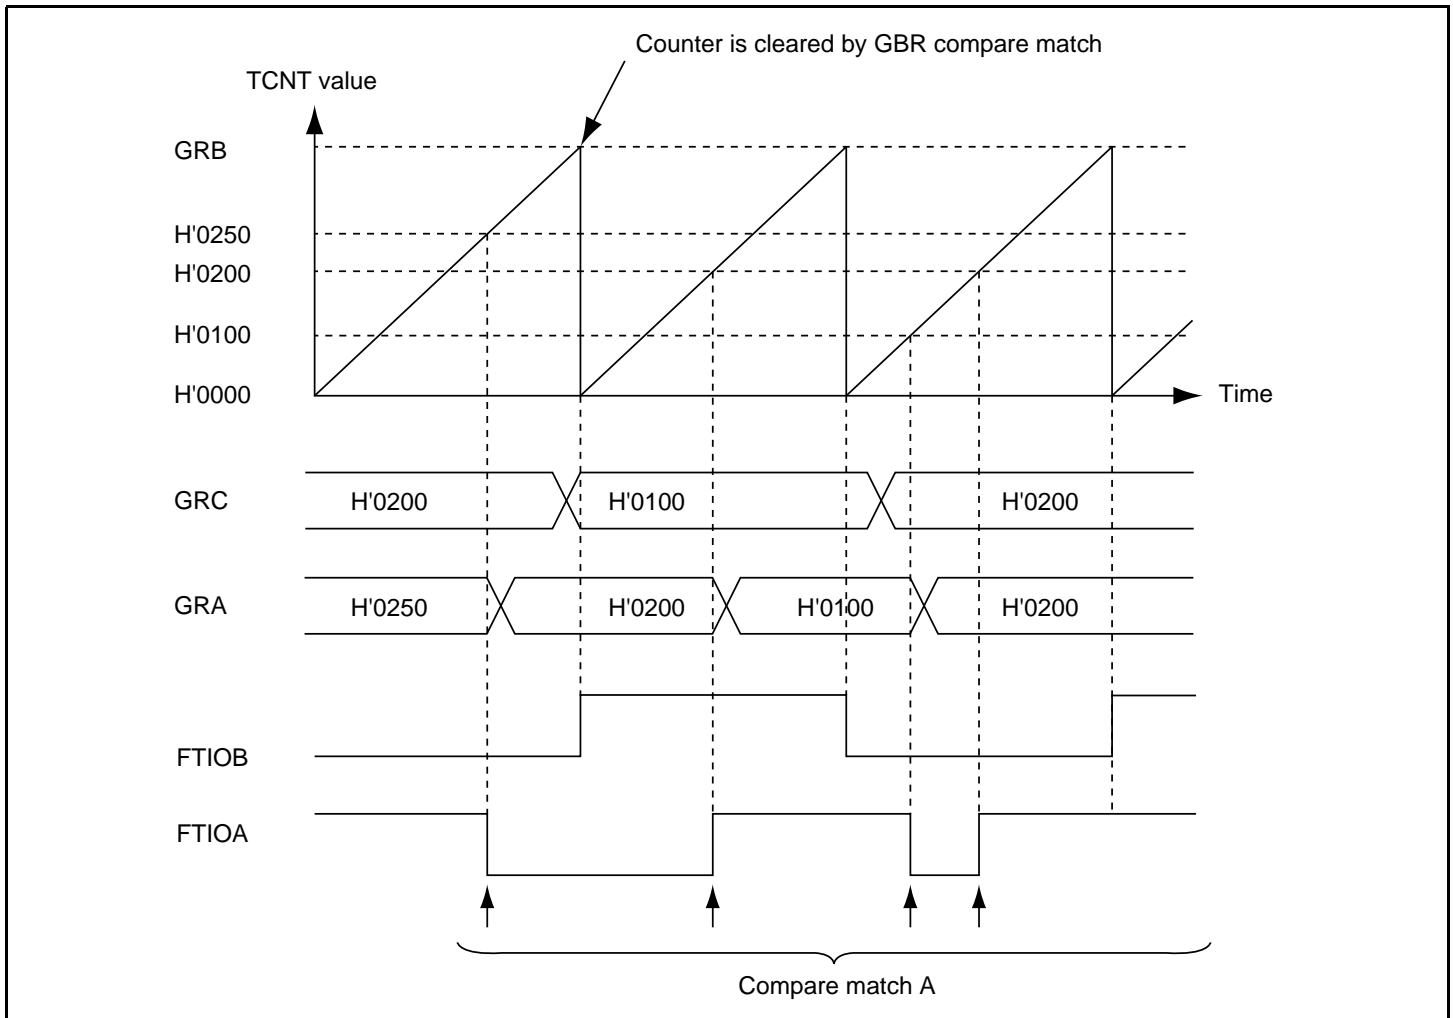 Counter is cleared by GBR compare match
TCNT value
GRB
H'0250
H'0200
H'0100
H'0000
Time
GRC
H'0200
H'0100
H'0200
GRA
H'0250
H'0200
H'0100
H'0200
FTIOB
FTIOA
Compare match A